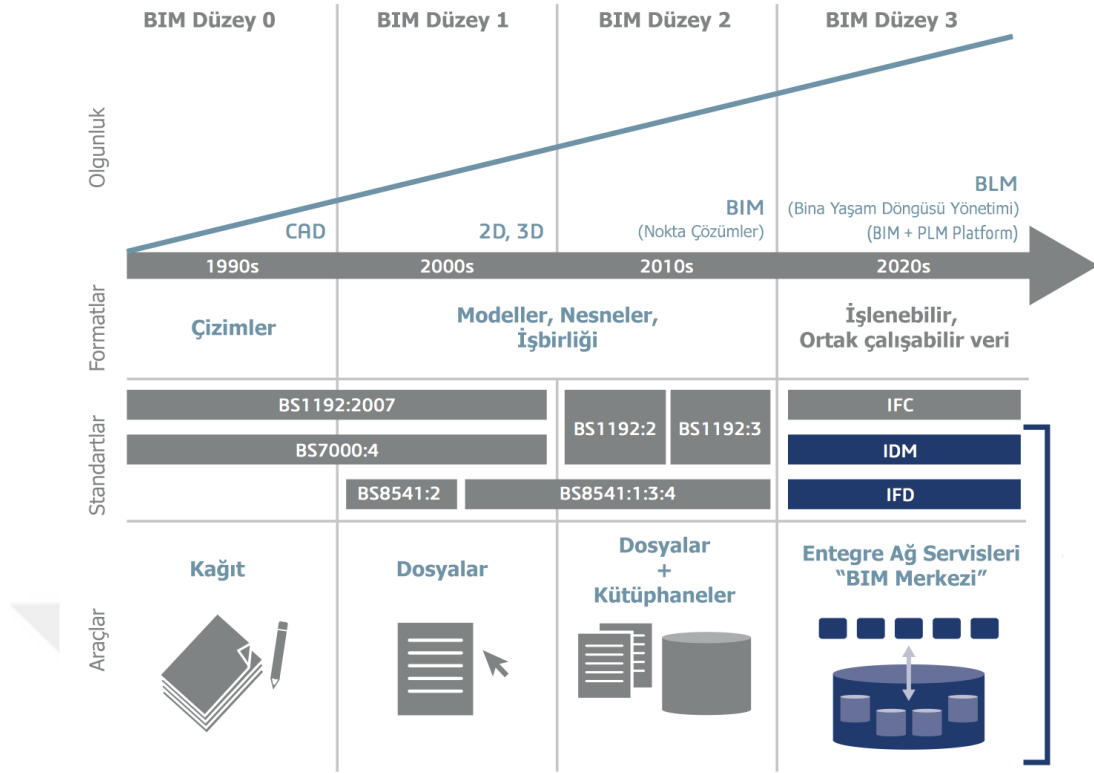 BIM Düzey 0
BIM Düzey 1
BIM Düzey 2
BIM Düzey 3
Olgunluk
CAD
2D, 3D
BIM
(Nokta Çözümler)
BLM
(Bina Yaşam Döngüsü Yönetimi)
(BIM + PLM Platform)
1990s
2000s
2010s
2020s
Formatlar
Çizimler
Modeller, Nesneler,
İşbirliği
İşlenebilir,
Ortak çalışabilir veri
Standartlar
BS1192:2007
BS7000:4
BS8541:2
BS8541:1:3:4
BS1192:2
BS1192:3
IFC
IDM
IFD
Araçlar
Kağıt
Dosyalar
Dosyalar
+
Kütüphaneler
Entegre Ağ Servisleri
“BIM Merkezi”